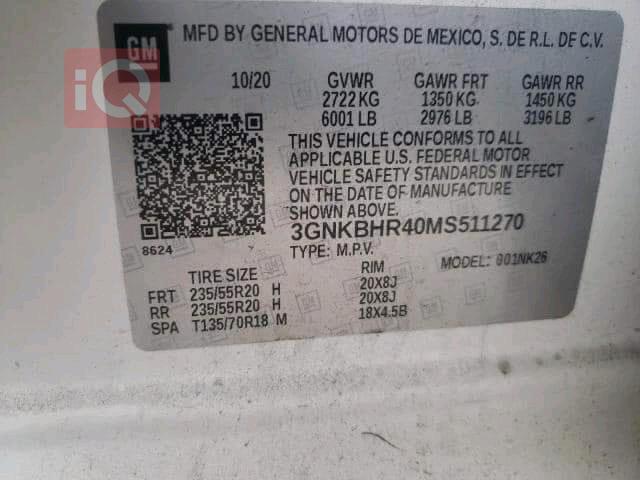 GM
MFD BY GENERAL MOTORS DE MEXICO, S. DE R.L. DE C.V.
iQ
10/20 GVWR GAWR FRT GAWR RR
2722 KG 1350 KG 1450 KG
6001 LB 2976 LB 3196 LB
THIS VEHICLE CONFORMS TO ALL
APPLICABLE U.S. FEDERAL MOTOR
VEHICLE SAFETY STANDARDS IN EFFECT
ON THE DATE OF MANUFACTURE
SHOWN ABOVE.
3GNKBHR40MS511270
8624
TYPE: M.P.V. MODEL: 001NK26
TIRE SIZE RIM
FRT 235/55R20 H 20X8J
RR 235/55R20 H 20X8J
SPA T135/70R18 M 18X4.5B